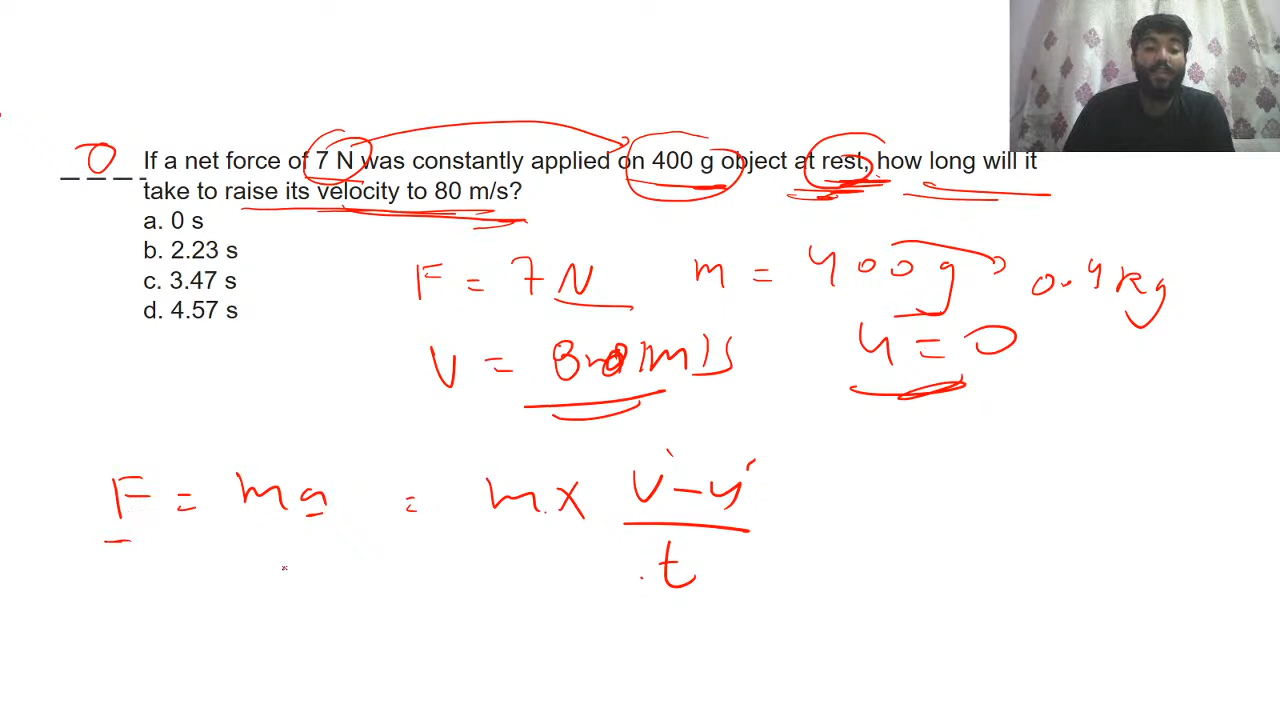 0 If a net force of 7 N was constantly applied on 400 g object at rest, how long will it
take to raise its velocity to 80 m/s?
a. 0 s
b. 2.23 s
c. 3.47 s
d. 4.57 s
F = 7 N m = 400 g 0.4 kg
V = 80 m/s u = 0
F = ma = m x v - u / t